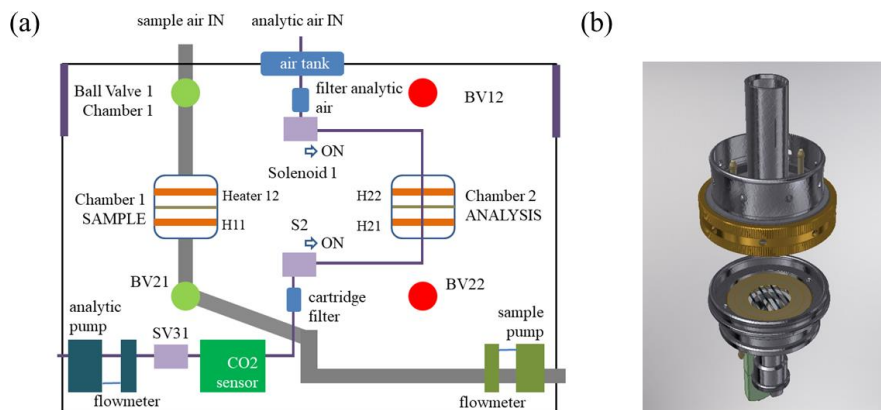 (a)
sample air IN
analytic air IN
(b)
air tank
Ball Valve 1
Chamber 1
filter analytic
air
BV12
ON
Solenoid 1
Chamber 1
SAMPLE
Heater 12
H11
H22
H21
Chamber 2
ANALYSIS
S2
ON
BV21
BV22
cartridge
filter
analytic
pump
SV31
CO2
sensor
sample
pump
flowmeter
flowmeter